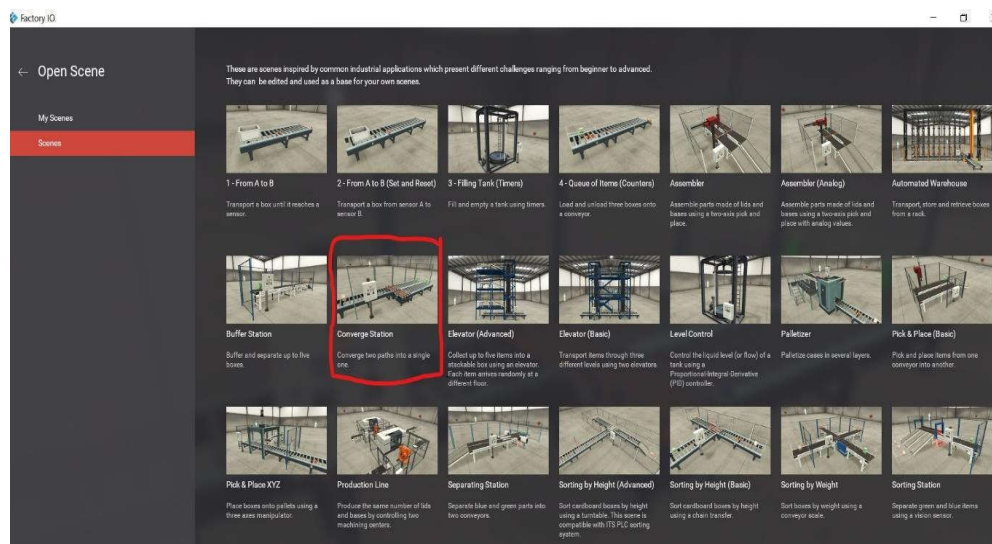 Factory IO.
← Open Scene
My Scenes
Scenes
These are scenes inspired by common industrial applications which present different challenges ranging from beginner to advanced.
They can be edited and used as a base for your own scenes.
1 - From A to B
Transport a box until it reaches a
sensor.
2 - From A to B (Set and Reset)
Transport a box from sensor A to
sensor B.
3 - Filling Tank (Timers)
Fill and empty a tank using timers.
4 - Queue of Items (Counters)
Load and unload three boxes onto
a conveyor.
Assembler
Assemble parts made of lids and
bases using a two-axis pick and
place.
Assembler (Analog)
Assemble parts made of lids and
bases using a two-axis pick and
place with analog values.
Automated Warehouse
Transport, store and retrieve boxes
from a rack.
Buffer Station
Buffer and separate up to five
boxes.
Converge Station
Converge two paths into a single
one.
Elevator (Advanced)
Collect up to five items into a
stackable box using an elevator.
Each item arrives randomly at a
different floor.
Elevator (Basic)
Transport items through three
different levels using two elevators.
Level Control
Control the liquid level (or flow) of a
tank using a
Proportional-Integral-Derivative
(PID) controller.
Palletizer
Palletize cases in several layers.
Pick & Place (Basic)
Pick and place items from one
conveyor into another.
Pick & Place XYZ
Place boxes onto pallets using a
three axes manipulator.
Production Line
Produce the same number of lids
and bases by controlling two
machining centers.
Separating Station
Separate blue and green parts into
two conveyors.
Sorting by Height (Advanced)
Sort cardboard boxes by height
using a turntable. This scene is
compatible with ITS PLC sorting
system.
Sorting by Height (Basic)
Sort cardboard boxes by height
using a chain transfer.
Sorting by Weight
Sort boxes by weight using a
conveyor scale.
Sorting Station
Separate green and blue items
using a vision sensor.